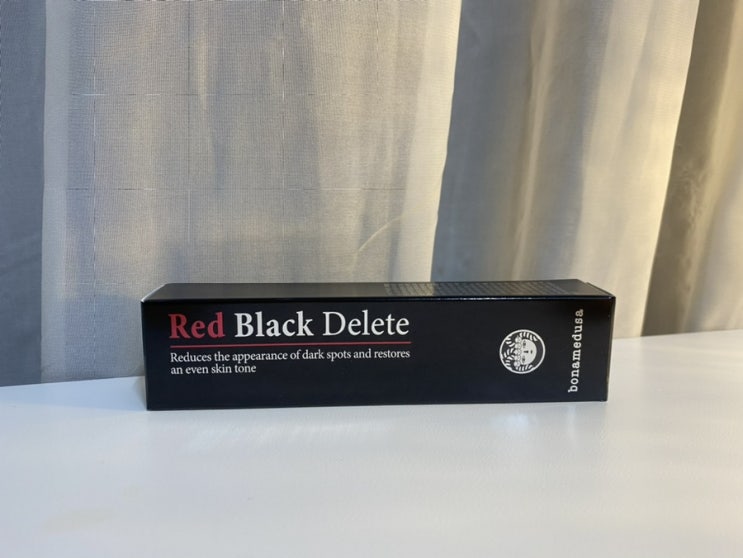 Red Black Delete
Reduces the appearance of dark spots and restores
an even skin tone
bonamedusa